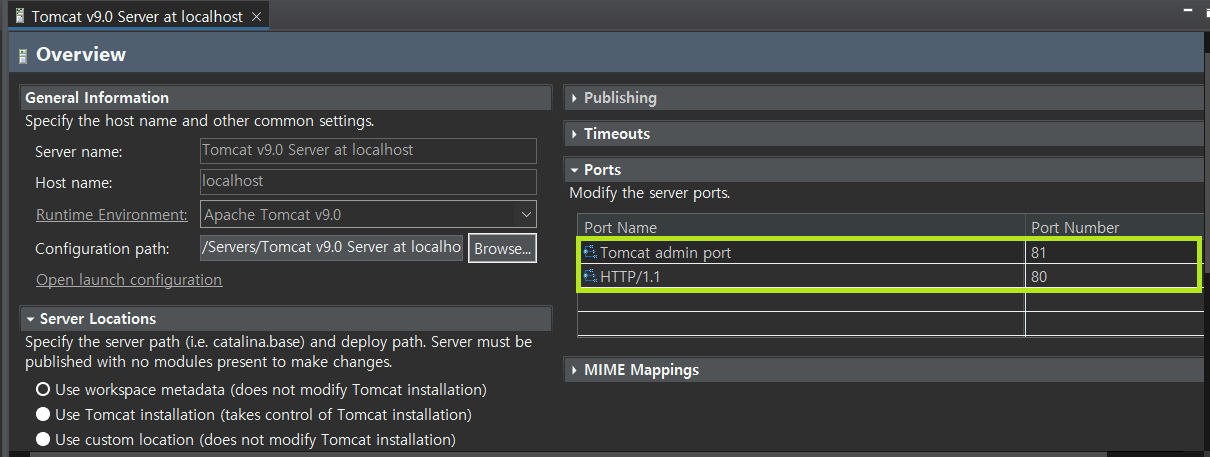 Tomcat v9.0 Server at localhost
Overview
General Information
Specify the host name and other common settings.
Server name:
Tomcat v9.0 Server at localhost
Host name:
localhost
Runtime Environment:
Apache Tomcat v9.0
Configuration path:
/Servers/Tomcat v9.0 Server at localho
Browse...
Open launch configuration
Server Locations
Specify the server path (i.e. catalina.base) and deploy path. Server must be
published with no modules present to make changes.
Use workspace metadata (does not modify Tomcat installation)
Use Tomcat installation (takes control of Tomcat installation)
Use custom location (does not modify Tomcat installation)
Publishing
Timeouts
Ports
Modify the server ports.
Port Name Port Number
Tomcat admin port 81
HTTP/1.1 80
MIME Mappings